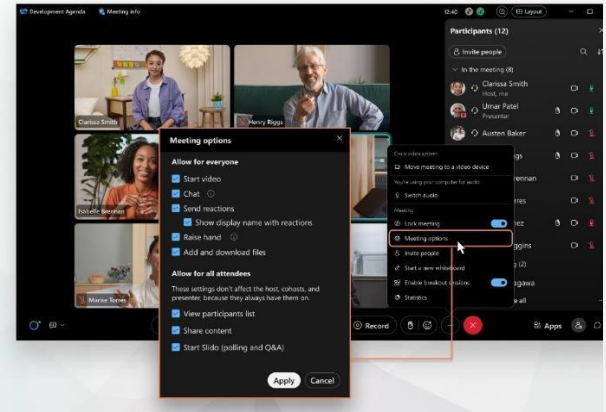 Development Agenda
Meeting info
12:40
Layout
Participants (12)
Invite people
In the meeting (8)
Clarissa Smith
Host, me
Umar Patel
Presenter
Austen Baker
Clarissa Smith
Henry Riggs
Isabelle Brennan
Marise Torres
Meeting options
Allow for everyone
Start video
Chat
Send reactions
Show display name with reactions
Raise hand
Add and download files
Allow for all attendees
These settings don't affect the host, cohosts, and
presenter, because they always have them on.
View participants list
Share content
Start Slido (polling and Q&A)
Apply
Cancel
Move meeting to a video device
You're using your computer for audio
Switch audio
Meeting
Lock meeting
Meeting options
Invite people
Start a new whiteboard
Enable breakout sessions
Statistics
Record
Apps